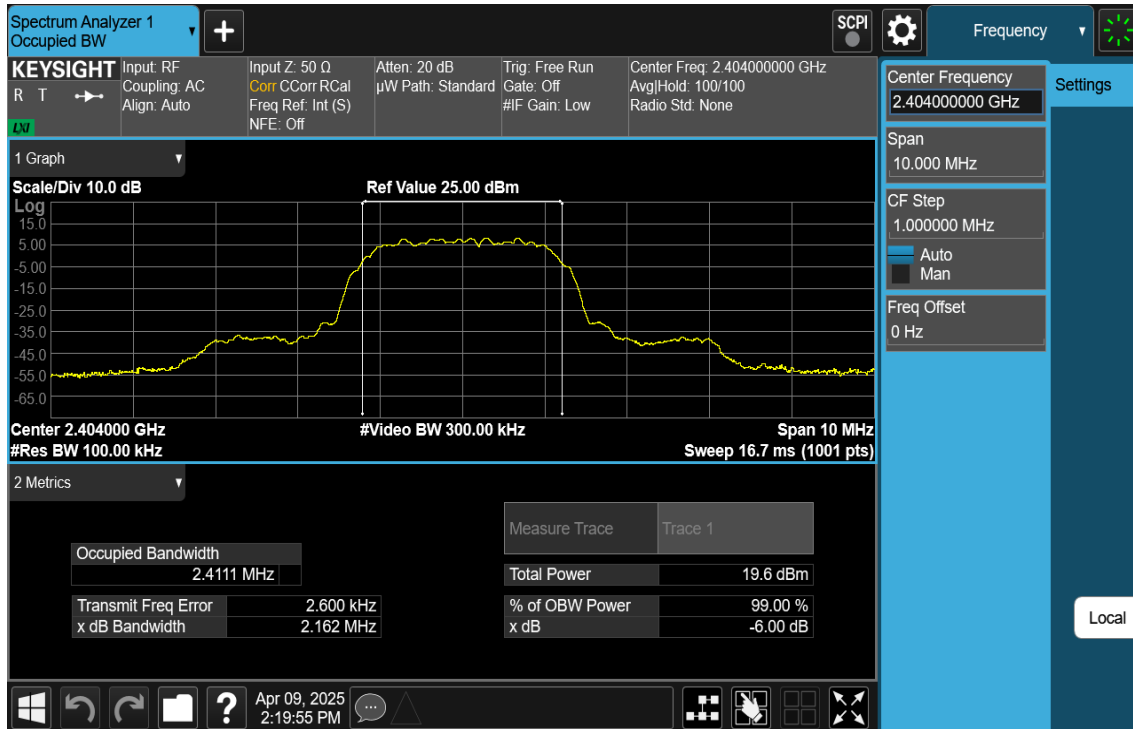 Spectrum Analyzer 1
Occupied BW
+
SCPI
Frequency
KEYSIGHT
R T
LXI
Input: RF
Coupling: AC
Align: Auto
Input Z: 50 Ω
Corr CCorr RCal
Freq Ref: Int (S)
NFE: Off
Atten: 20 dB
µW Path: Standard
Trig: Free Run
Gate: Off
#IF Gain: Low
Center Freq: 2.404000000 GHz
Avg|Hold: 100/100
Radio Std: None
Center Frequency
2.404000000 GHz
Settings
Span
10.000 MHz
CF Step
1.000000 MHz
Auto
Man
Freq Offset
0 Hz
Local
1 Graph
Scale/Div 10.0 dB
Ref Value 25.00 dBm
Log
15.0
5.00
-5.00
-15.0
-25.0
-35.0
-45.0
-55.0
-65.0
Center 2.404000 GHz
#Video BW 300.00 kHz
Span 10 MHz
#Res BW 100.00 kHz
Sweep 16.7 ms (1001 pts)
2 Metrics
Measure Trace
Trace 1
Occupied Bandwidth
2.4111 MHz
Total Power
19.6 dBm
Transmit Freq Error
2.600 kHz
% of OBW Power
99.00 %
x dB Bandwidth
2.162 MHz
x dB
-6.00 dB
?
Apr 09, 2025
2:19:55 PM